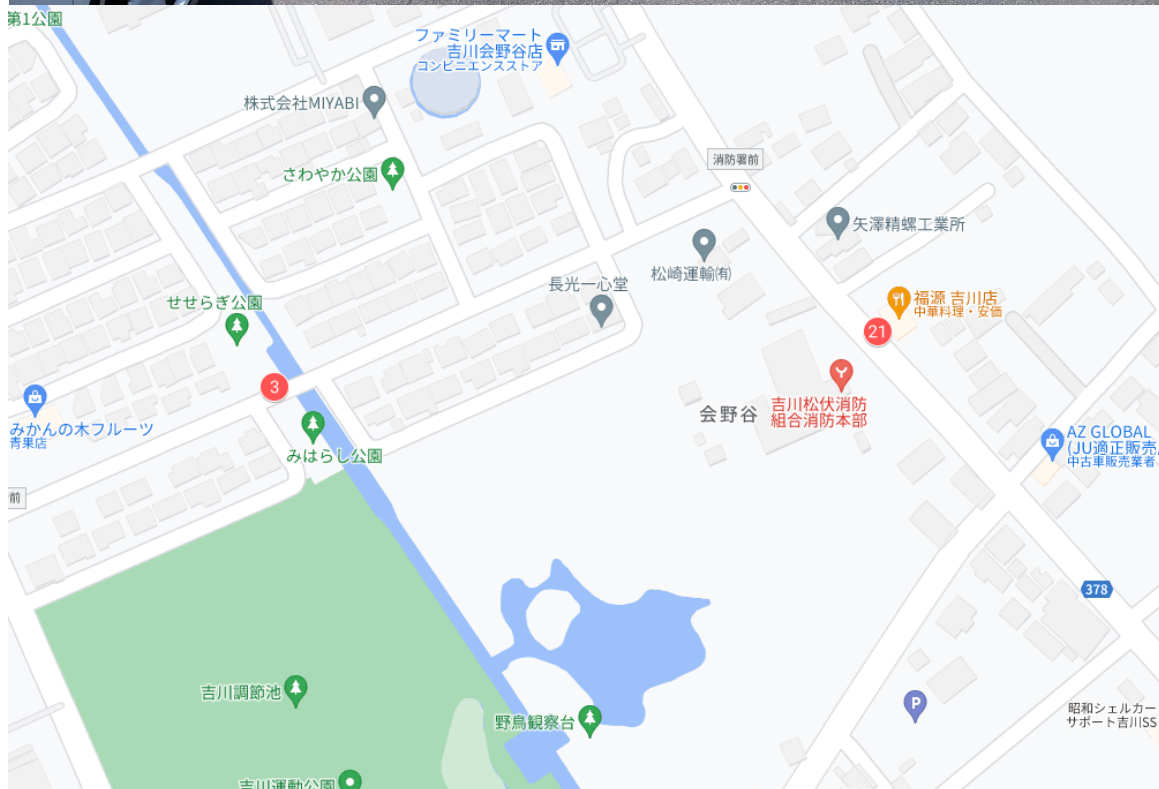 第1公園
ファミリーマート
吉川会野谷店
コンビニエンスストア
株式会社MIYABI
さわやか公園
消防署前
矢澤精螺工業所
松崎運輸㈲
長光一心堂
せせらぎ公園
福源 吉川店
中華料理・安価
21
3
吉川松伏消防
組合消防本部
会野谷
みかんの木フルーツ
青果店
みはらし公園
AZ GLOBAL
(JU適正販売
中古車販売業者
前
378
吉川調節池
P
野鳥観察台
昭和シェルカー
サポート吉川SS
吉川運動公園